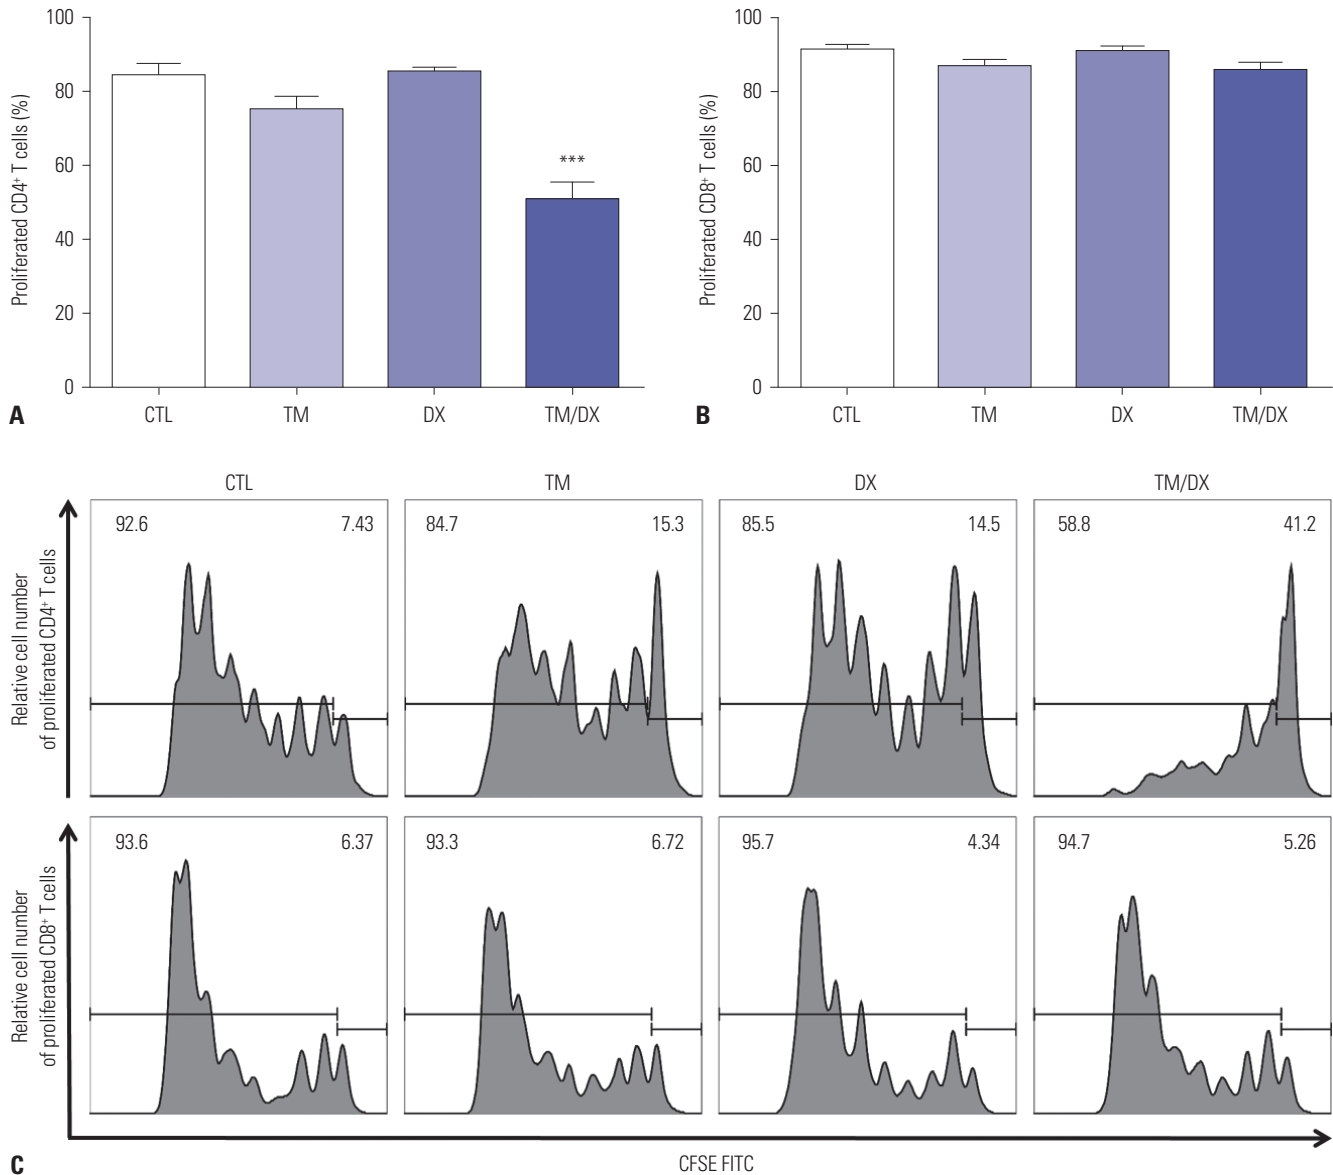 100
80
60
40
20
0
Proliferated CD4+ T cells (%)
***
CTL
TM
DX
TM/DX
A
100
80
60
40
20
0
Proliferated CD8+ T cells (%)
CTL
TM
DX
TM/DX
B
CTL
TM
DX
TM/DX
Relative cell number
of proliferated CD4+ T cells
92.6
7.43
84.7
15.3
85.5
14.5
58.8
41.2
Relative cell number
of proliferated CD8+ T cells
93.6
6.37
93.3
6.72
95.7
4.34
94.7
5.26
C
CFSE FITC